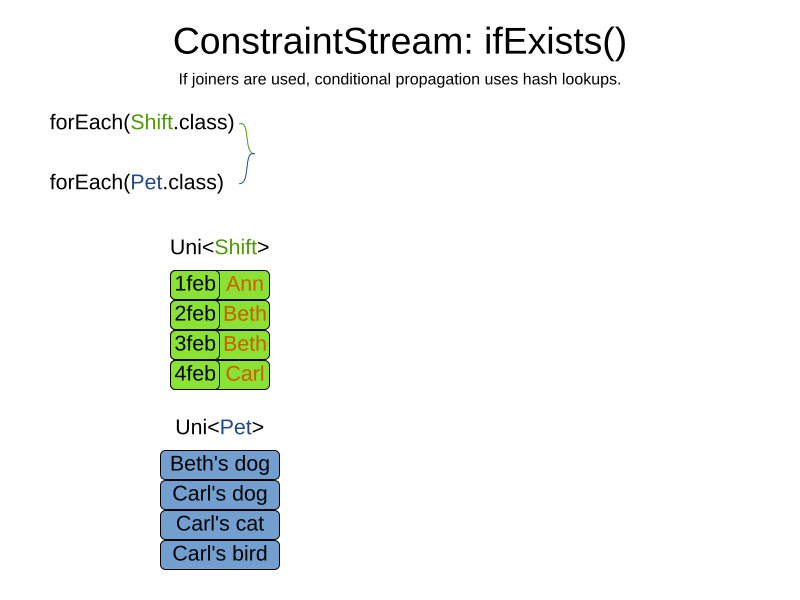 ConstraintStream: ifExists()
If joiners are used, conditional propagation uses hash lookups.
forEach(Shift.class)
forEach(Pet.class)
Uni<Shift>
1feb Ann
2feb Beth
3feb Beth
4feb Carl
Uni<Pet>
Beth's dog
Carl's dog
Carl's cat
Carl's bird